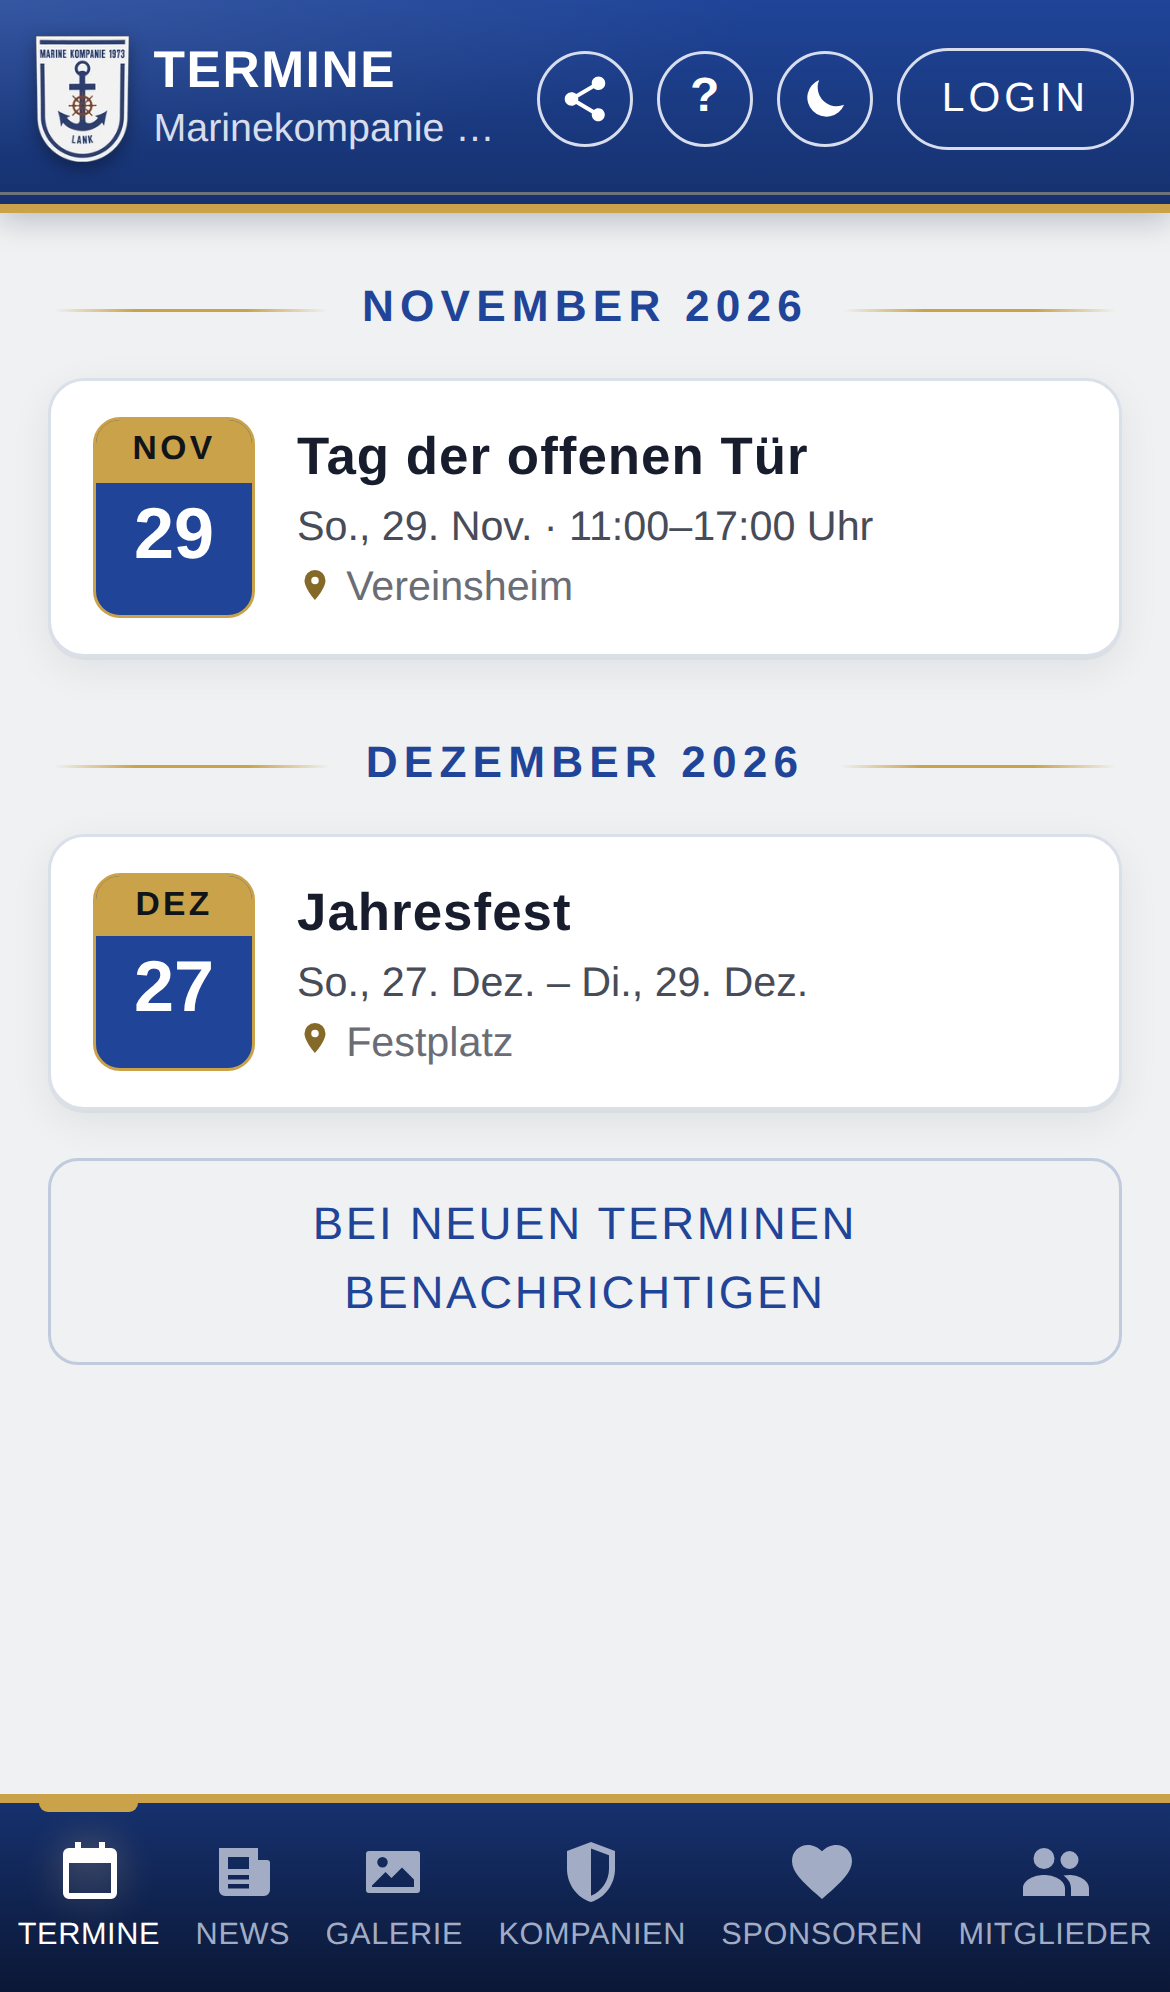 MARINE KOMPANIE 1973
LANK
TERMINE
Marinekompanie …
?
LOGIN
NOVEMBER 2026
NOV
29
Tag der offenen Tür
So., 29. Nov. · 11:00–17:00 Uhr
Vereinsheim
DEZEMBER 2026
DEZ
27
Jahresfest
So., 27. Dez. – Di., 29. Dez.
Festplatz
BEI NEUEN TERMINEN
BENACHRICHTIGEN
TERMINE
NEWS
GALERIE
KOMPANIEN
SPONSOREN
MITGLIEDER